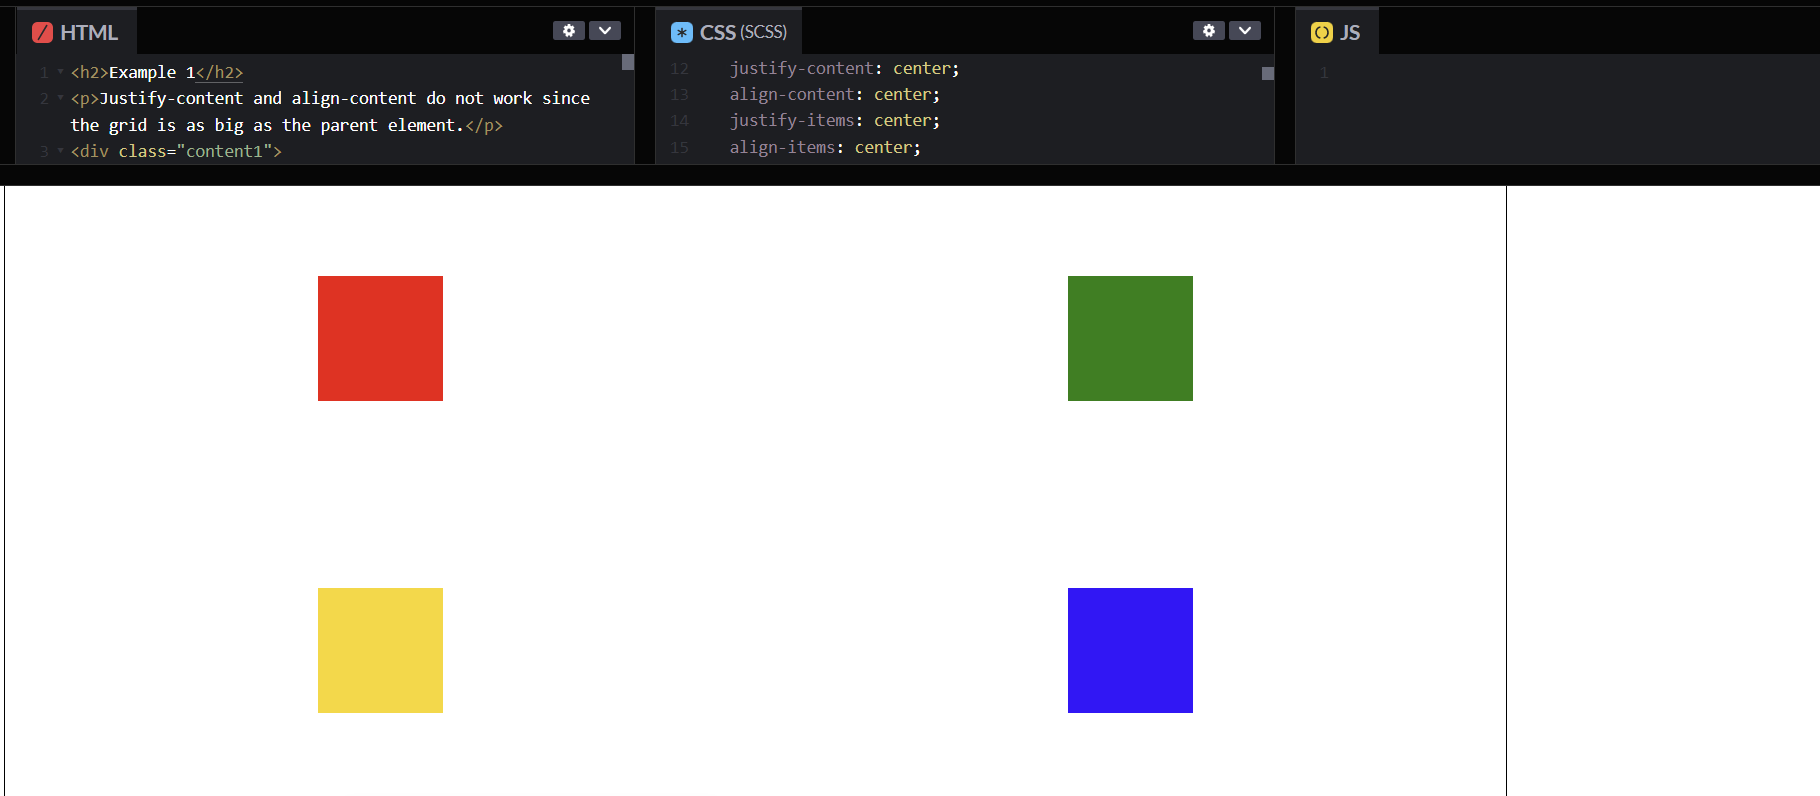 HTML
1 <h2>Example 1</h2>
2 <p>Justify-content and align-content do not work since
the grid is as big as the parent element.</p>
3 <div class="content1">
CSS (SCSS)
12 justify-content: center;
13 align-content: center;
14 justify-items: center;
15 align-items: center;
JS
1